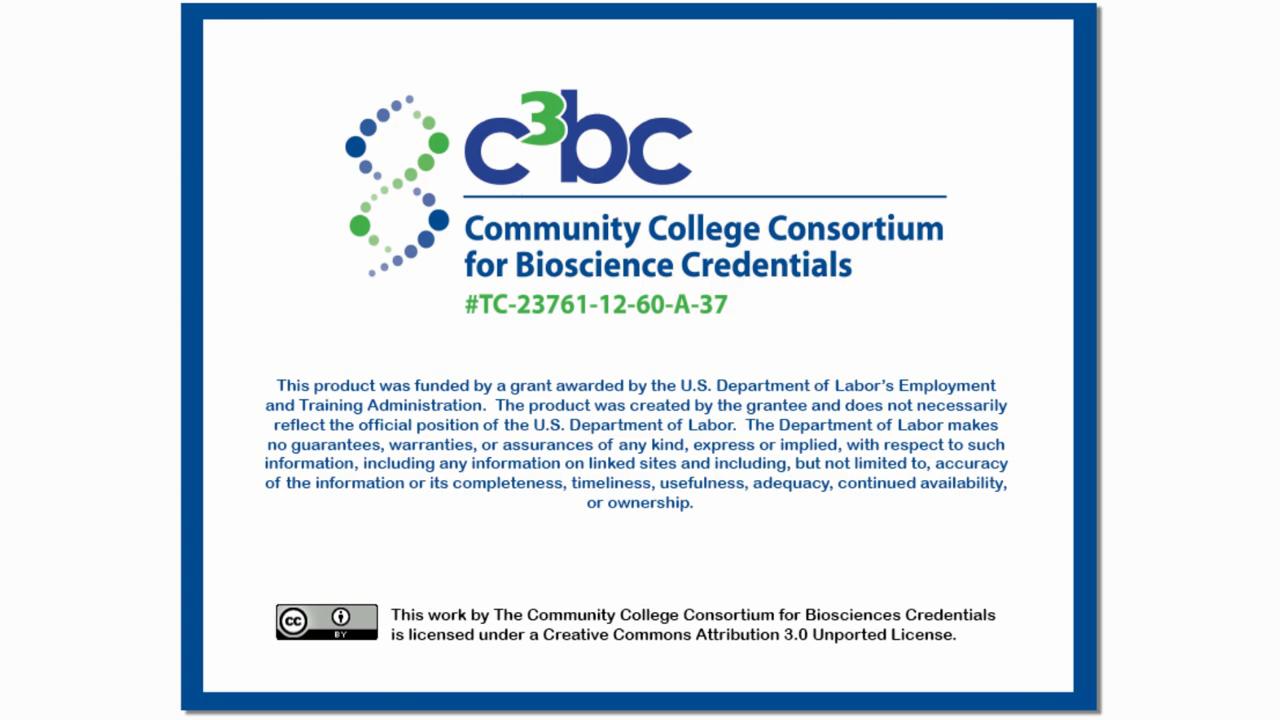 c3bc
Community College Consortium
for Bioscience Credentials
#TC-23761-12-60-A-37
This product was funded by a grant awarded by the U.S. Department of Labor’s Employment
and Training Administration.  The product was created by the grantee and does not necessarily
reflect the official position of the U.S. Department of Labor.  The Department of Labor makes
no guarantees, warranties, or assurances of any kind, express or implied, with respect to such
information, including any information on linked sites and including, but not limited to, accuracy
of the information or its completeness, timeliness, usefulness, adequacy, continued availability,
or ownership.
cc
BY
This work by The Community College Consortium for Biosciences Credentials
is licensed under a Creative Commons Attribution 3.0 Unported License.